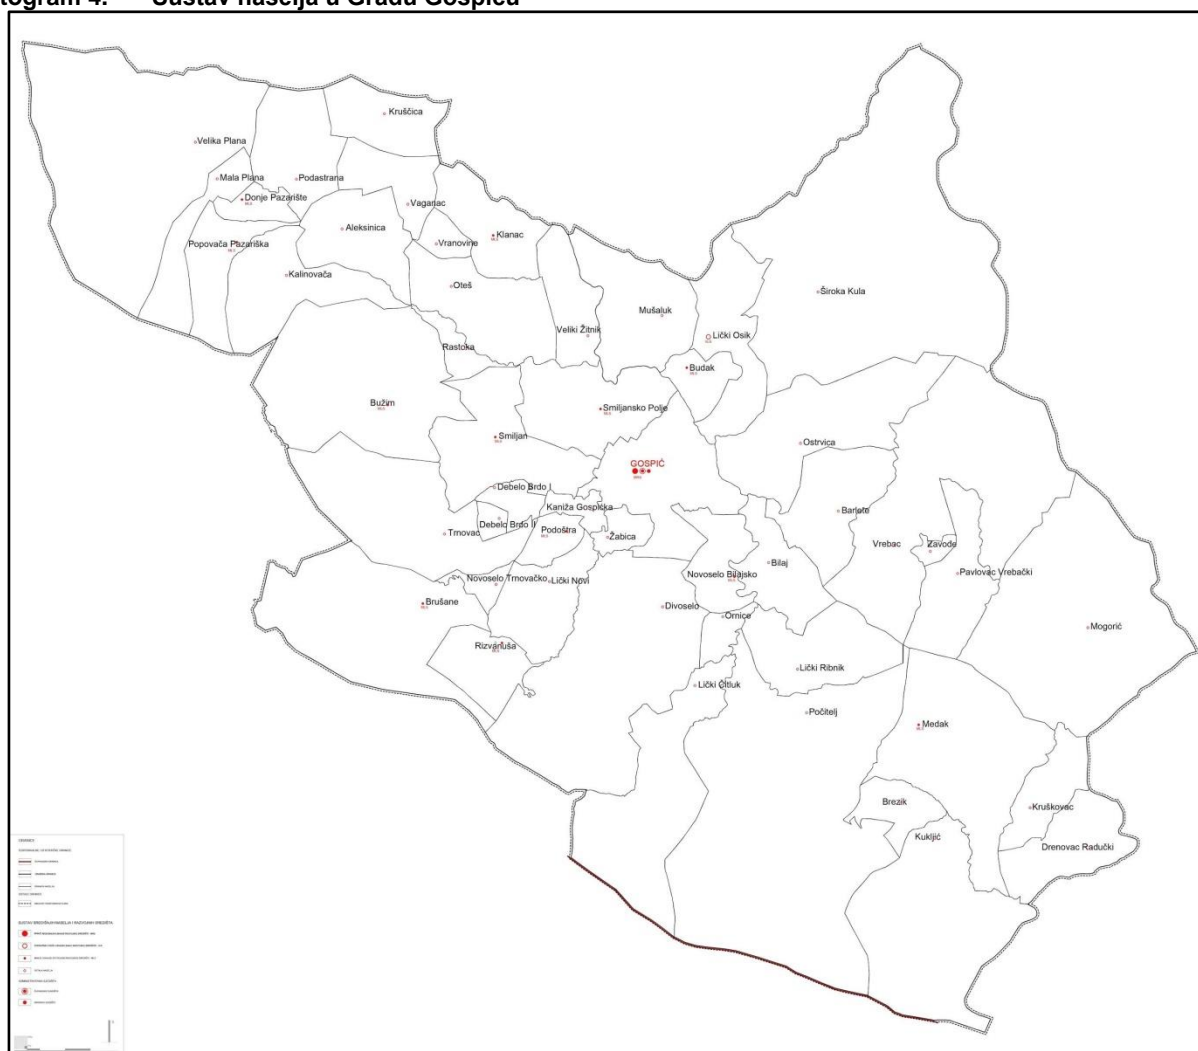 togram 4. Sustav naselja u Gradu Gospiću
Kruščica
Velika Plana
Mala Plana
Podastrana
Donje Pazarište
Vaganac
Aleksinica
Klanac
Popovača Pazariška
Vranovine
Kalinovača
Oteš
Široka Kula
Mušaluk
Veliki Žitnik
Lički Osik
Rastoka
Budak
Bužim
Smiljansko Polje
Smiljan
Ostrvica
GOSPIĆ
Debelo Brdo I
Kaniža Gospićka
Barlete
Debelo Brdo II
Podoštra
Trnovac
Žabica
Vrebac
Zavođe
Bilaj
Novoselo Bilajsko
Pavlovac Vrebački
Novoselo Trnovačko
Lički Novi
Brušane
Divoselo
Ornice
Mogorić
Rizvanuša
Lički Ribnik
Lički Čitluk
Počitelj
Medak
Brezik
Kruškovac
Kukljić
Drenovac Radučki